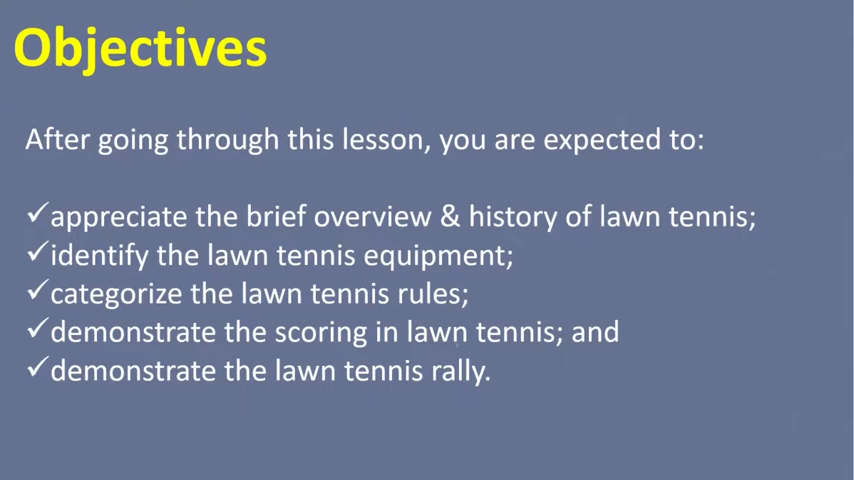 Objectives
After going through this lesson, you are expected to:
✓appreciate the brief overview & history of lawn tennis;
✓identify the lawn tennis equipment;
✓categorize the lawn tennis rules;
✓demonstrate the scoring in lawn tennis; and
✓demonstrate the lawn tennis rally.